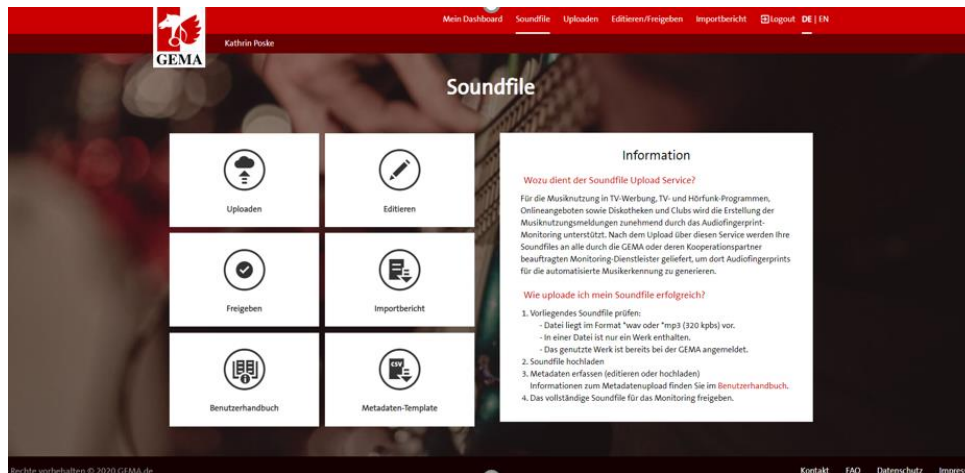 Mein Dashboard Soundfile Uploaden Editieren/Freigeben Importbericht Logout DE | EN
GEMA
Kathrin Poske
Soundfile
Uploaden
Editieren
Freigeben
Importbericht
Benutzerhandbuch
CSV
Metadaten-Template
Information
Wozu dient der Soundfile Upload Service?
Für die Musiknutzung in TV-Werbung, TV- und Hörfunk-Programmen,
Onlineangeboten sowie Diskotheken und Clubs wird die Erstellung der
Musiknutzungsmeldungen zunehmend durch das Audiofingerprint-
Monitoring unterstützt. Nach dem Upload über diesen Service werden Ihre
Soundfiles an alle durch die GEMA oder deren Kooperationspartner
beauftragten Monitoring-Dienstleister geliefert, um dort Audiofingerprints
für die automatisierte Musikerkennung zu generieren.
Wie uploade ich mein Soundfile erfolgreich?
1. Vorliegendes Soundfile prüfen:
- Datei liegt im Format *wav oder *mp3 (320 kpbs) vor.
- In einer Datei ist nur ein Werk enthalten.
- Das genutzte Werk ist bereits bei der GEMA angemeldet.
2. Soundfile hochladen
3. Metadaten erfassen (editieren oder hochladen)
Informationen zum Metadatenupload finden Sie im Benutzerhandbuch.
4. Das vollständige Soundfile für das Monitoring freigeben.
Rechte vorbehalten © 2020 GEMA.de
Kontakt FAQ Datenschutz Impres